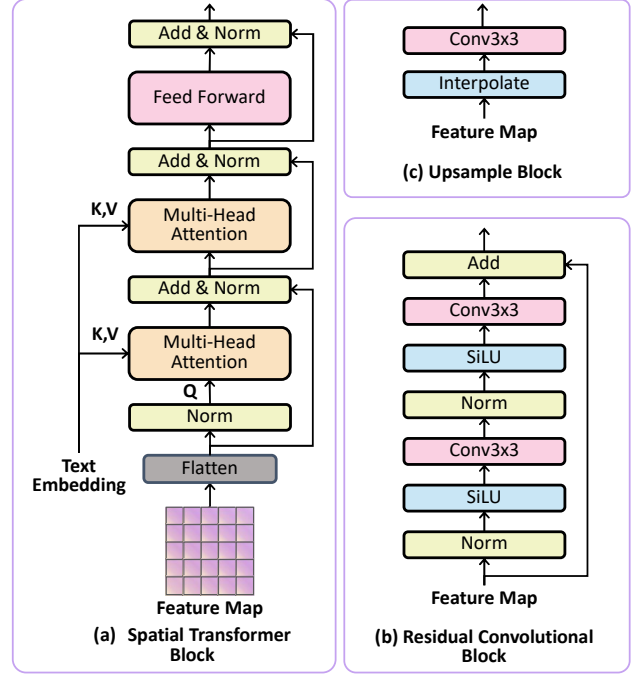 Add & Norm
Feed Forward
Add & Norm
K,V
Multi-Head
Attention
Add & Norm
K,V
Multi-Head
Attention
Q
Norm
Text
Embedding
Flatten
Feature Map
(a) Spatial Transformer
Block
Conv3x3
Interpolate
Feature Map
(c) Upsample Block
Add
Conv3x3
SiLU
Norm
Conv3x3
SiLU
Norm
Feature Map
(b) Residual Convolutional
Block